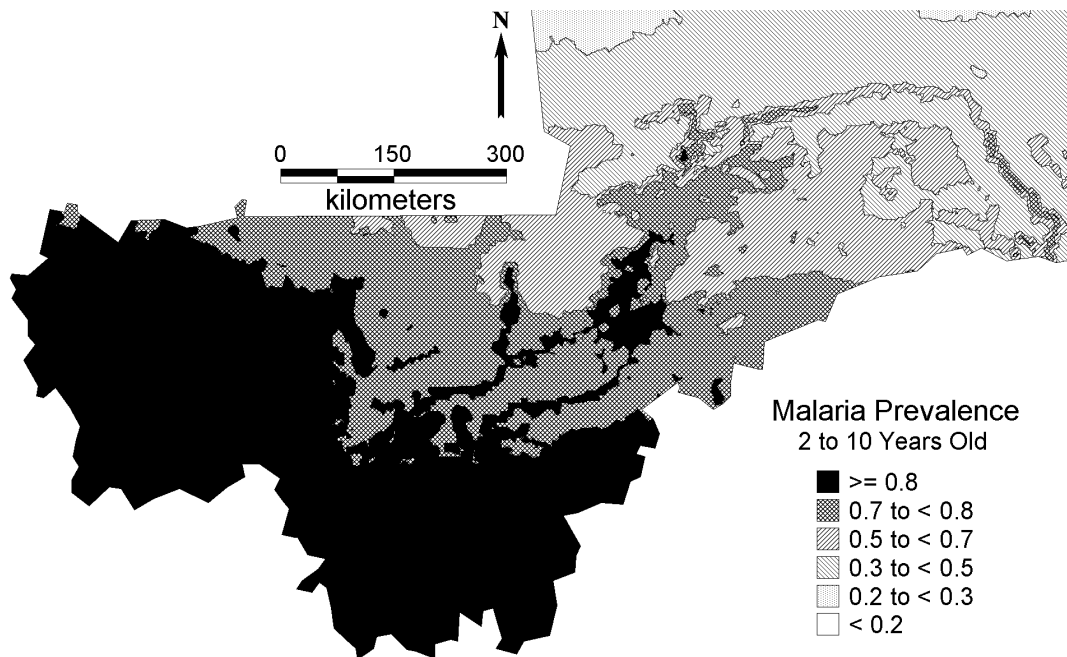 N
0 150 300
kilometers
Malaria Prevalence
2 to 10 Years Old
>= 0.8
0.7 to < 0.8
0.5 to < 0.7
0.3 to < 0.5
0.2 to < 0.3
< 0.2